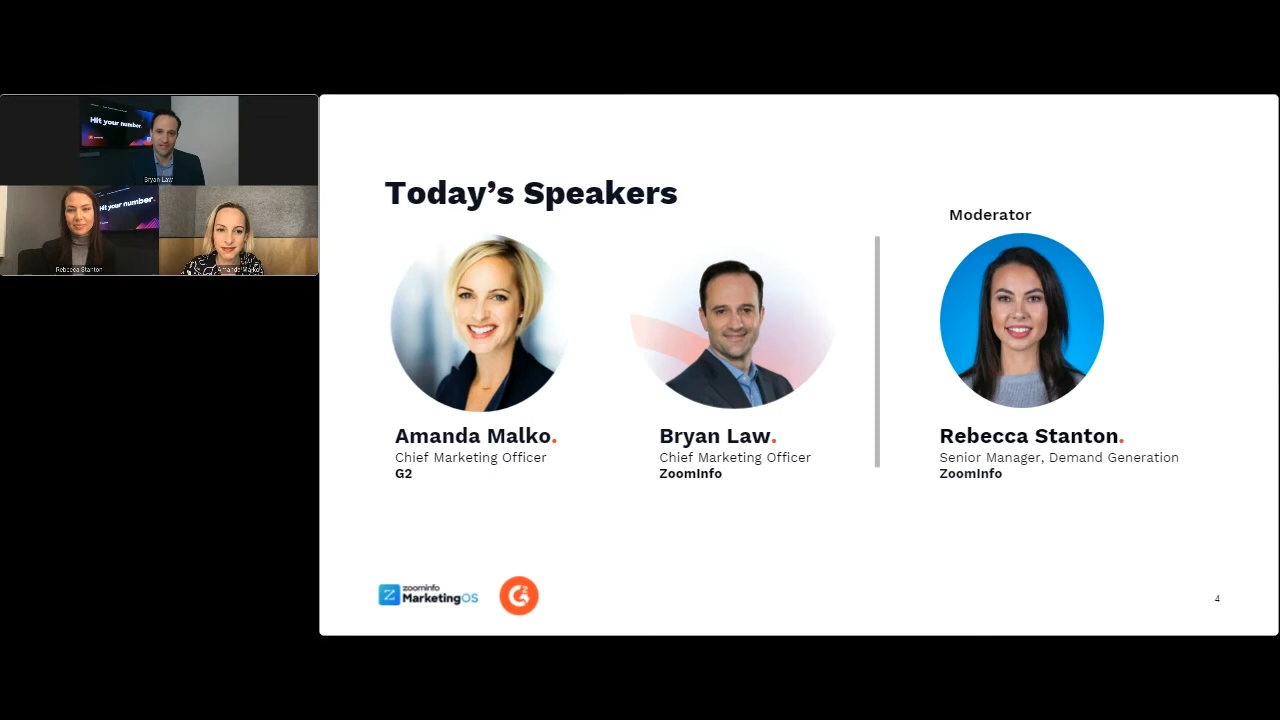 Hit your number.
Bryan Law
Hit your number.
Rebecca Stanton
Amanda Malko
Today’s Speakers
Moderator
Amanda Malko.
Chief Marketing Officer
G2
Bryan Law.
Chief Marketing Officer
ZoomInfo
Rebecca Stanton.
Senior Manager, Demand Generation
ZoomInfo
zoominfo
MarketingOS
G2
4